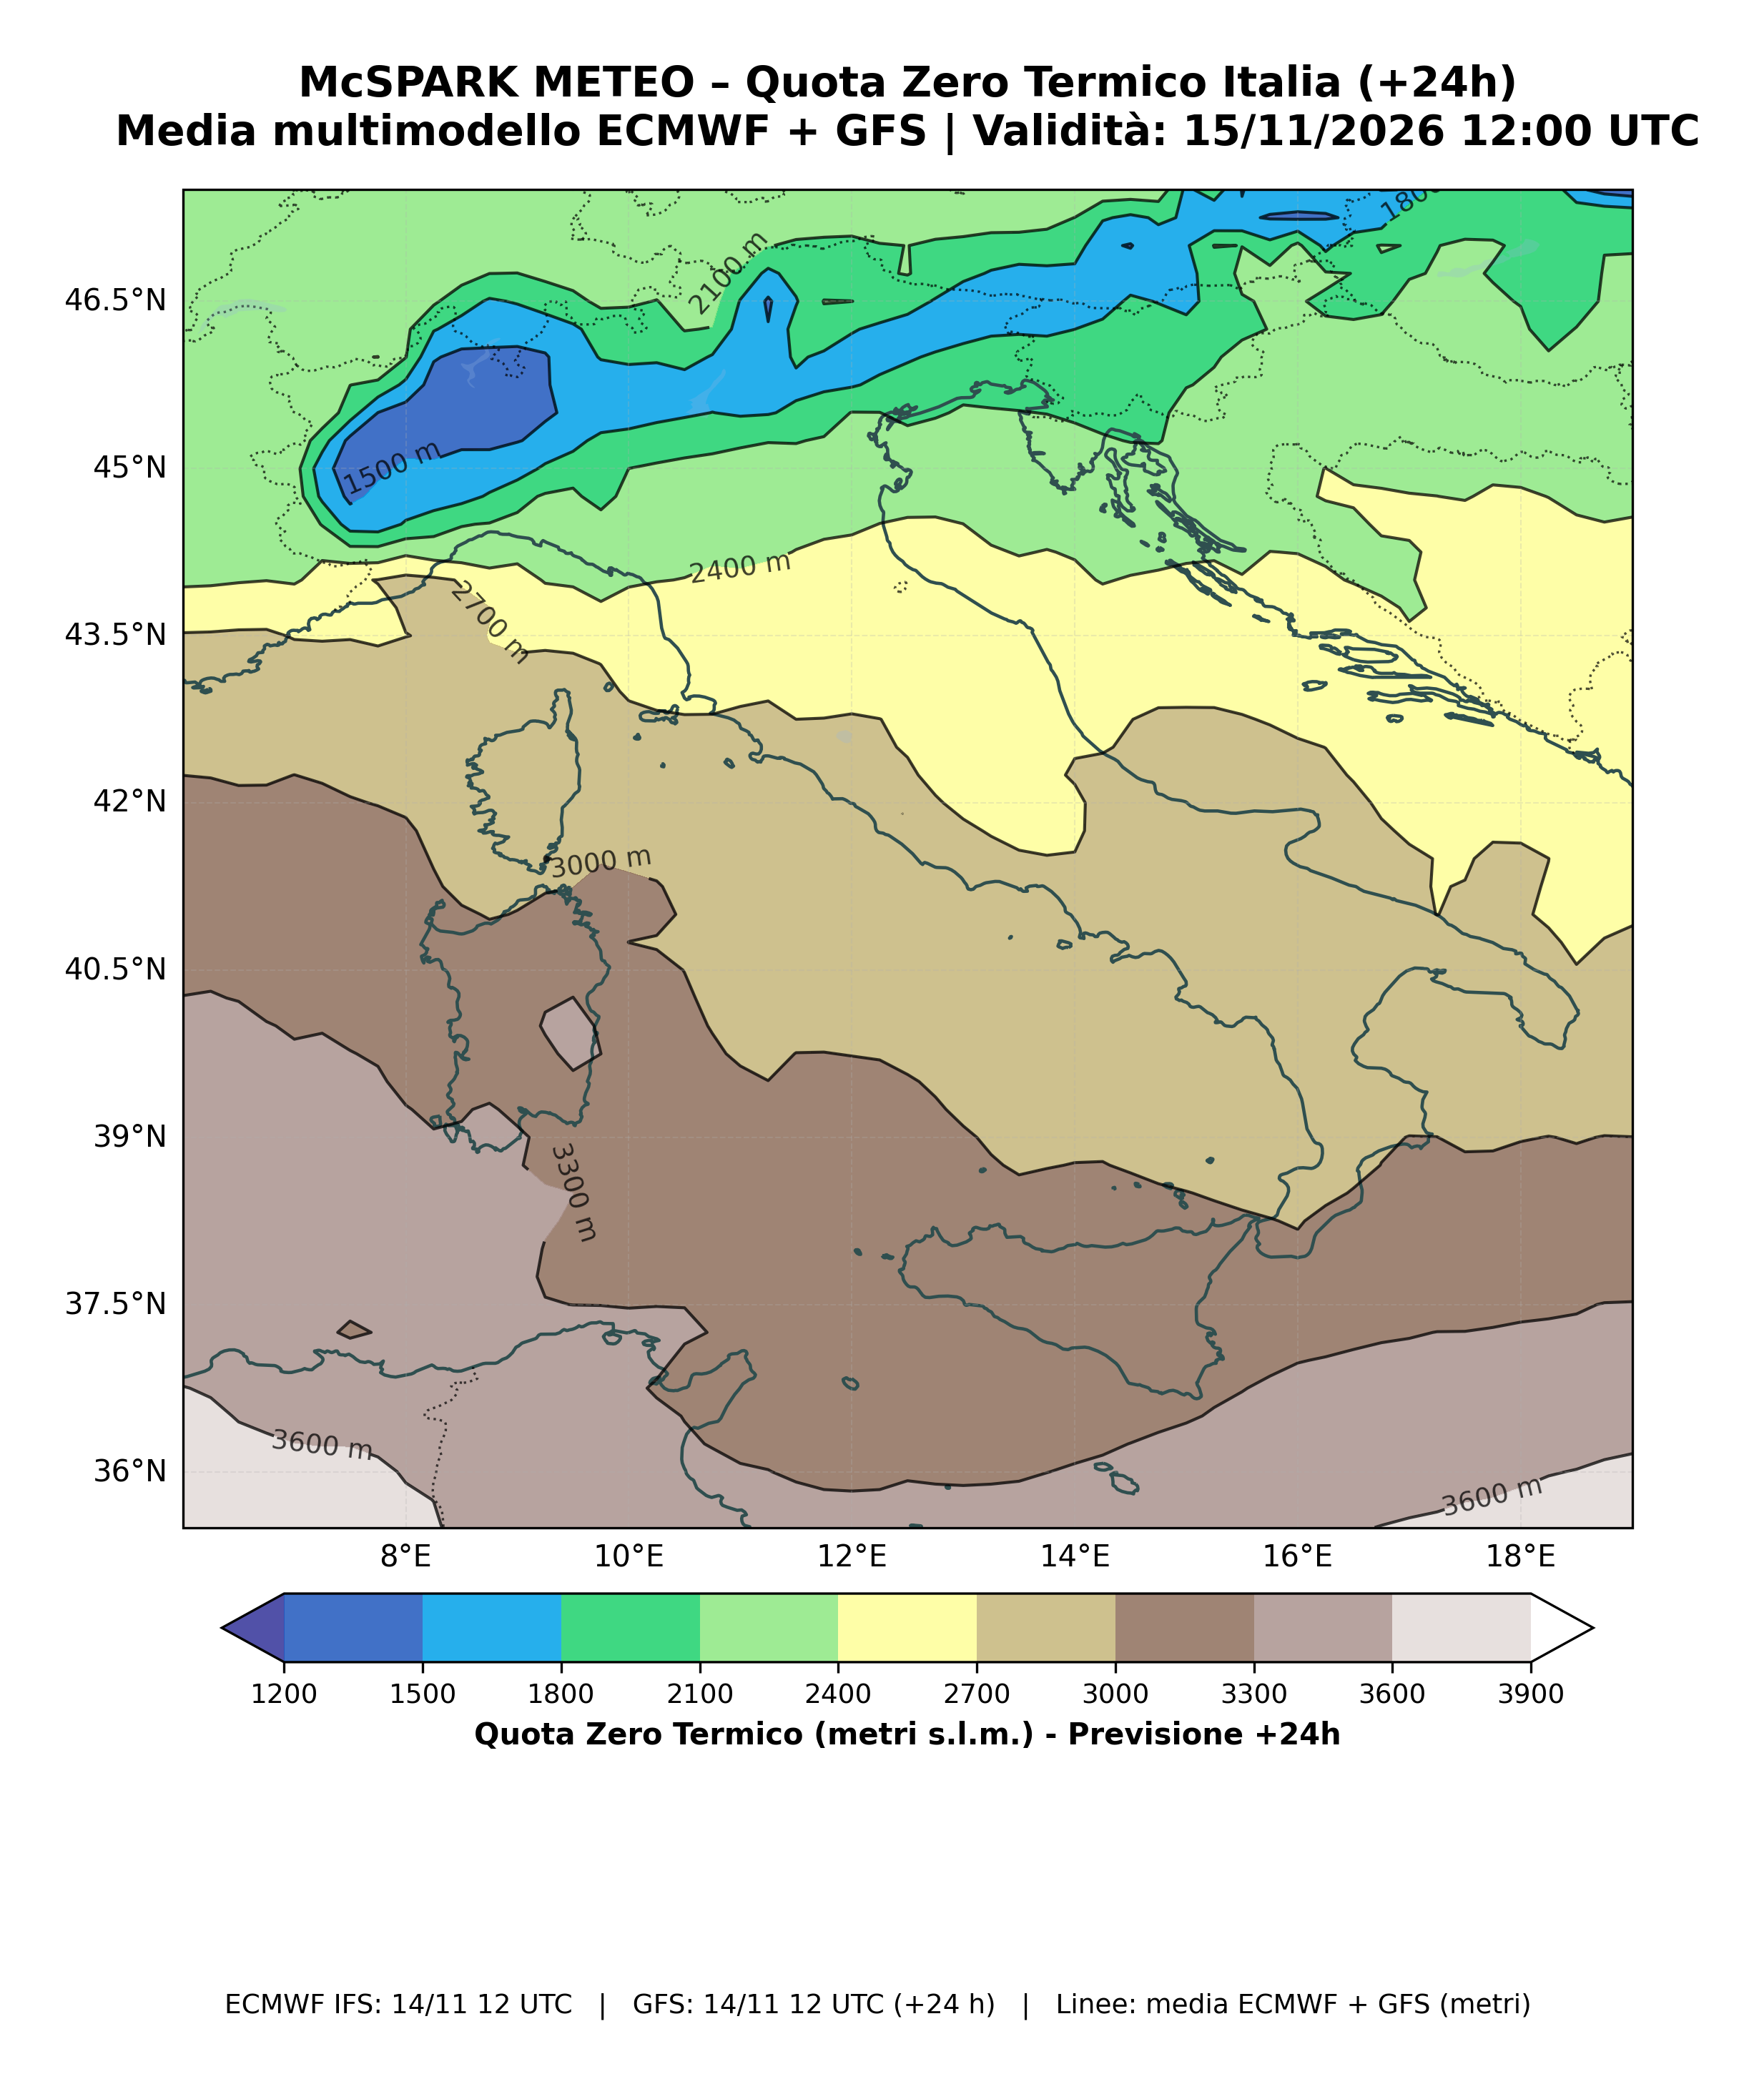 McSPARK METEO – Quota Zero Termico Italia (+24h)
Media multimodello ECMWF + GFS | Validità: 15/11/2026 12:00 UTC
2100 m
46.5°N
1500 m
45°N
2400 m
2700 m
43.5°N
42°N
3000 m
40.5°N
39°N
3300 m
37.5°N
3600 m
36°N
3600 m
8°E 10°E 12°E 14°E 16°E 18°E
1200 1500 1800 2100 2400 2700 3000 3300 3600 3900
Quota Zero Termico (metri s.l.m.) - Previsione +24h
ECMWF IFS: 14/11 12 UTC | GFS: 14/11 12 UTC (+24 h) | Linee: media ECMWF + GFS (metri)